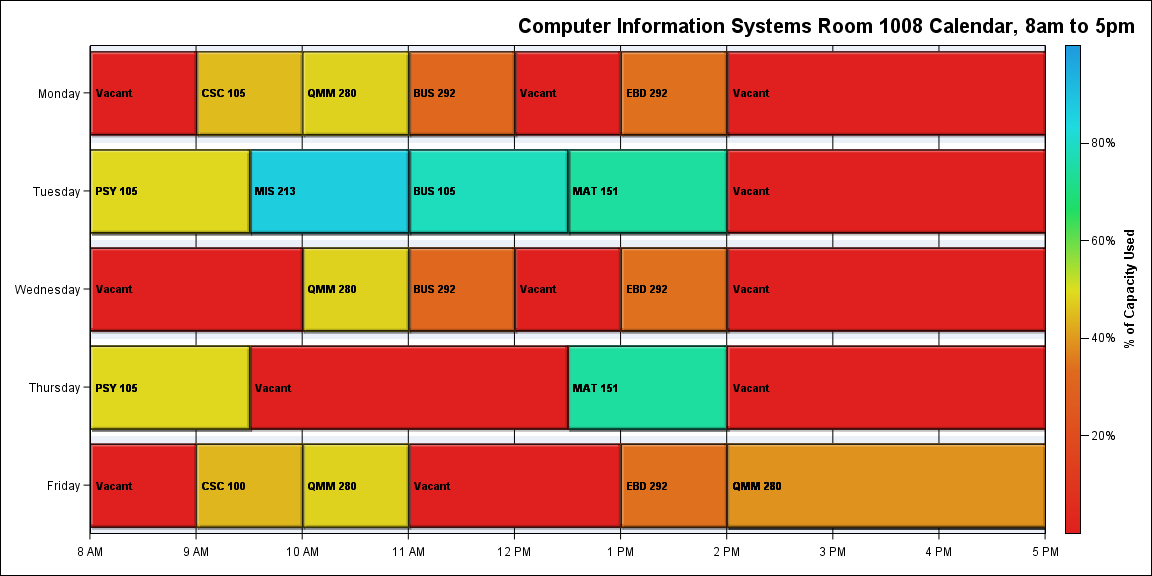 Computer Information Systems Room 1008 Calendar, 8am to 5pm
Monday Vacant CSC 105 QMM 280 BUS 292 Vacant EBD 292 Vacant
Tuesday PSY 105 MIS 213 BUS 105 MAT 151 Vacant
Wednesday Vacant QMM 280 BUS 292 Vacant EBD 292 Vacant
Thursday PSY 105 Vacant MAT 151 Vacant
Friday Vacant CSC 100 QMM 280 Vacant EBD 292 QMM 280
8 AM 9 AM 10 AM 11 AM 12 PM 1 PM 2 PM 3 PM 4 PM 5 PM
80%
60%
40%
20%
% of Capacity Used